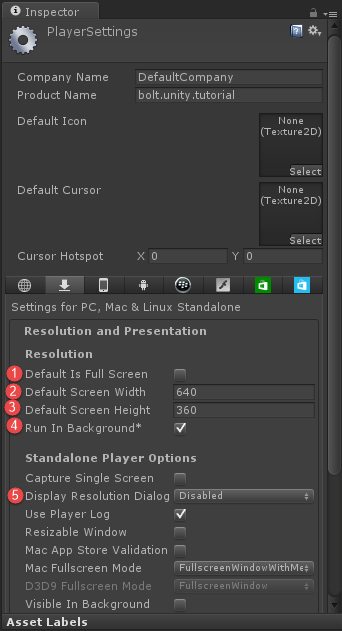 Inspector
PlayerSettings
Company Name DefaultCompany
Product Name bolt.unity.tutorial
Default Icon None (Texture2D)
Select
Default Cursor None (Texture2D)
Select
Cursor Hotspot X 0 Y 0
Settings for PC, Mac & Linux Standalone
Resolution and Presentation
Resolution
1 Default Is Full Screen
2 Default Screen Width 640
3 Default Screen Height 360
4 Run In Background*
Standalone Player Options
Capture Single Screen
5 Display Resolution Dialog Disabled
Use Player Log
Resizable Window
Mac App Store Validation
Mac Fullscreen Mode FullscreenWindowWithMe
D3D9 Fullscreen Mode FullscreenWindow
Visible In Background
Asset Labels